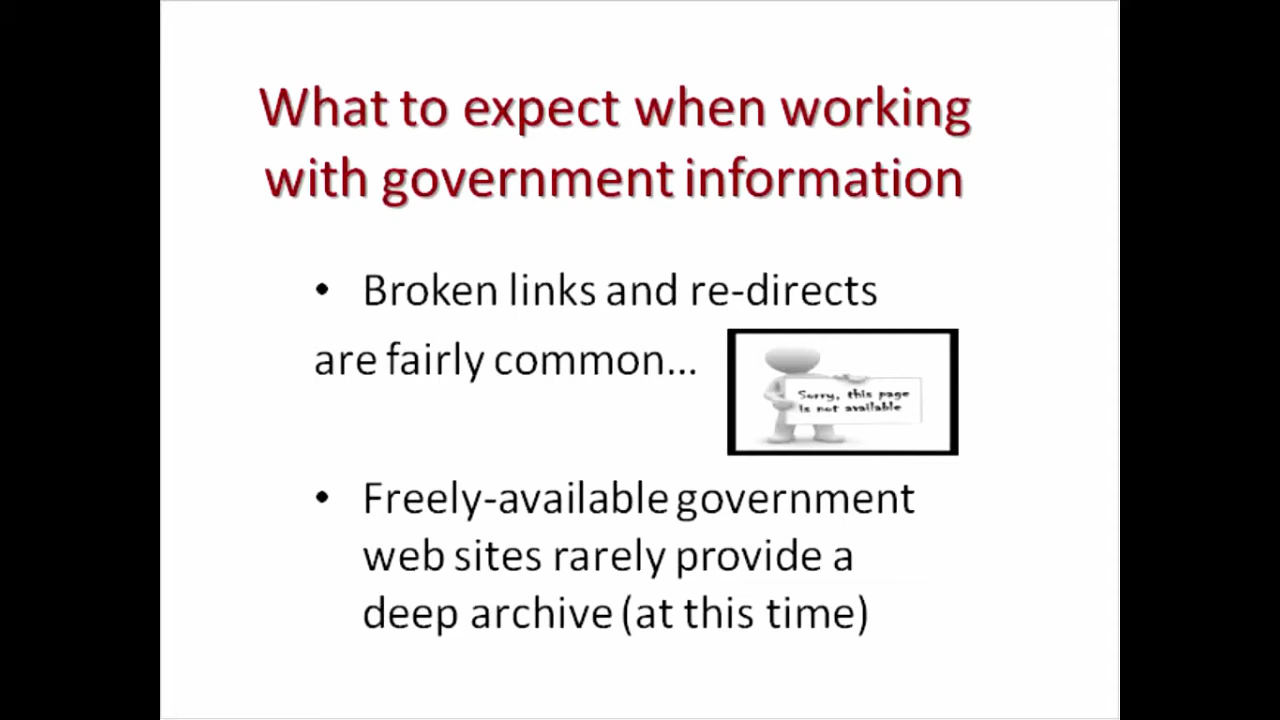 What to expect when working
with government information
• Broken links and re-directs
are fairly common...
Sorry, this page
is not available
• Freely-available government
web sites rarely provide a
deep archive (at this time)